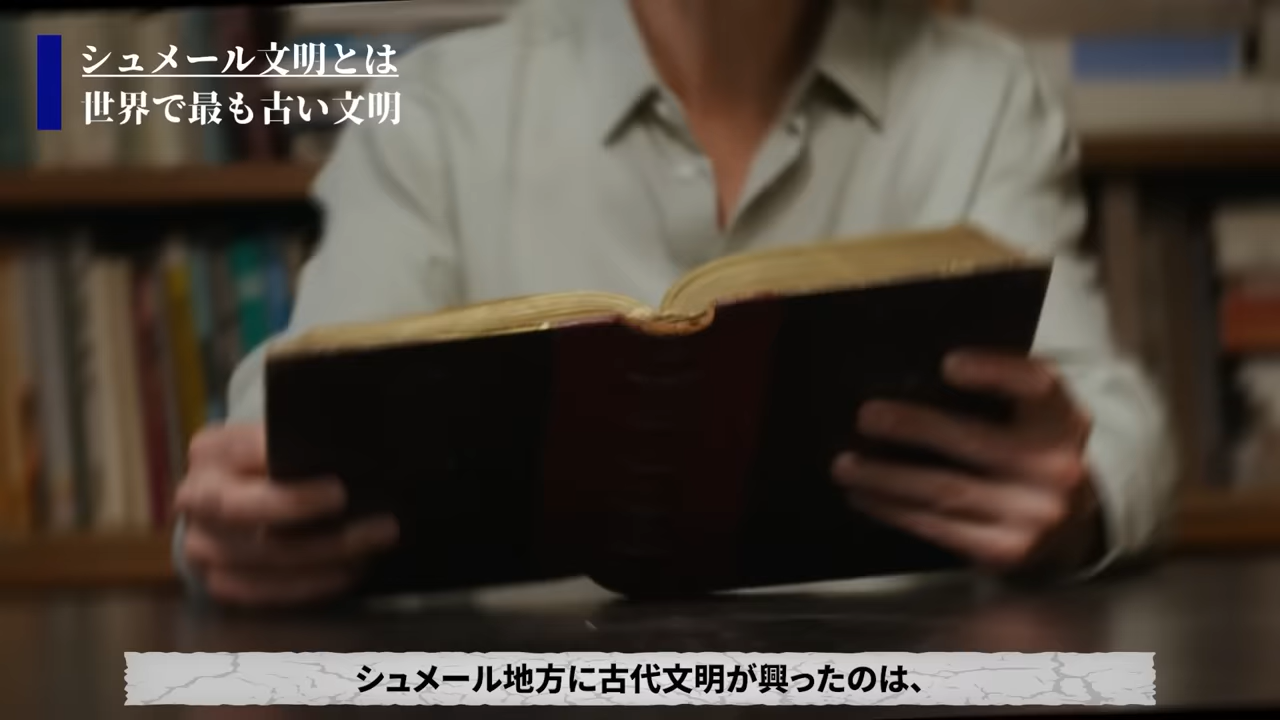 シュメール文明とは
世界で最も古い文明
シュメール地方に古代文明が興ったのは、